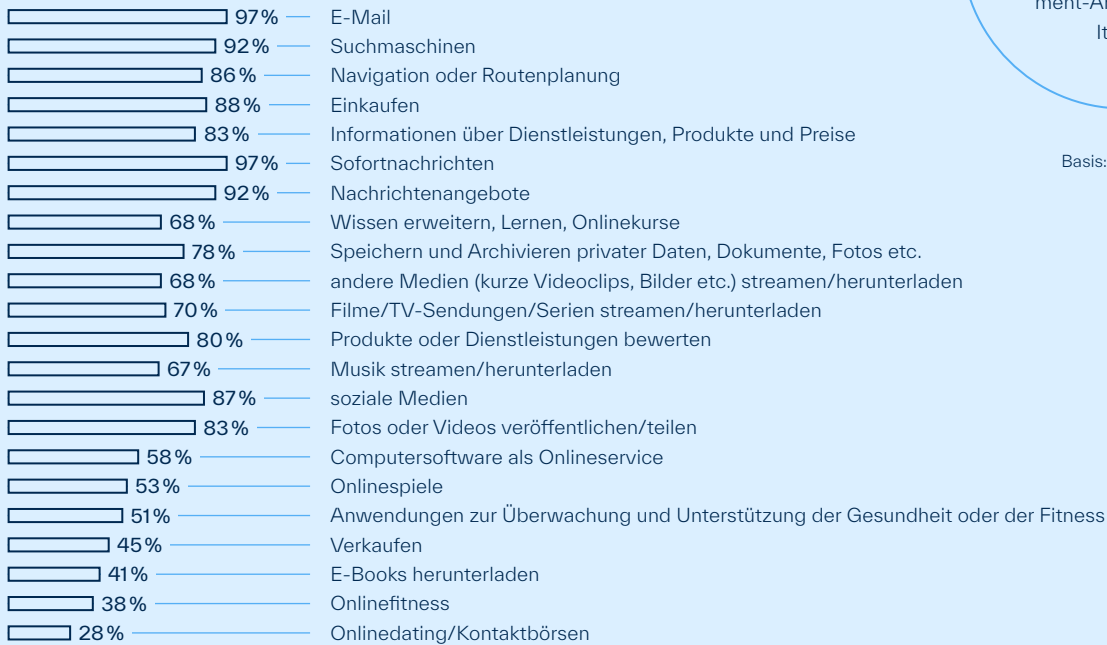 ment-A
It
97% E-Mail
92% Suchmaschinen
86% Navigation oder Routenplanung
88% Einkaufen
83% Informationen über Dienstleistungen, Produkte und Preise
97% Sofortnachrichten
Basis:
92% Nachrichtenangebote
68% Wissen erweitern, Lernen, Onlinekurse
78% Speichern und Archivieren privater Daten, Dokumente, Fotos etc.
68% andere Medien (kurze Videoclips, Bilder etc.) streamen/herunterladen
70% Filme/TV-Sendungen/Serien streamen/herunterladen
80% Produkte oder Dienstleistungen bewerten
67% Musik streamen/herunterladen
87% soziale Medien
83% Fotos oder Videos veröffentlichen/teilen
58% Computersoftware als Onlineservice
53% Onlinespiele
51% Anwendungen zur Überwachung und Unterstützung der Gesundheit oder der Fitness
45% Verkaufen
41% E-Books herunterladen
38% Onlinefitness
28% Onlinedating/Kontaktbörsen